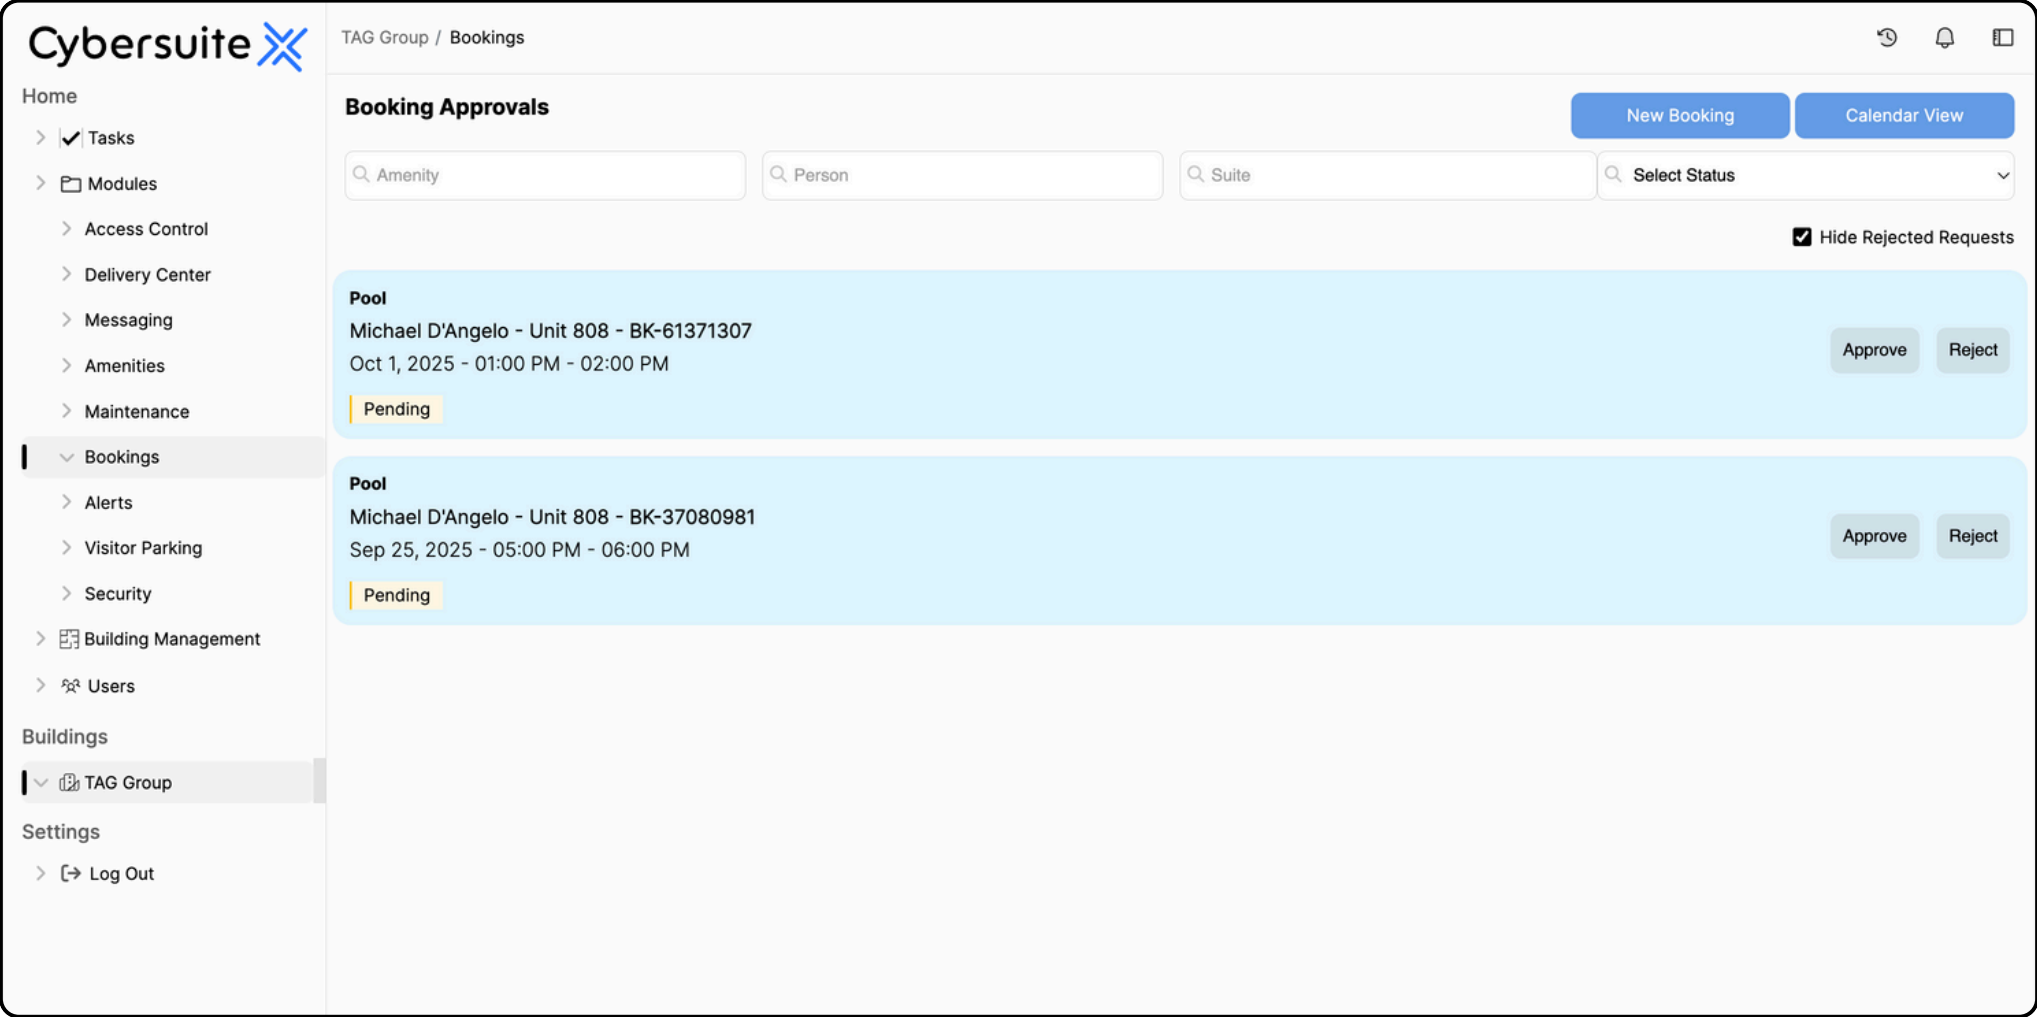 Cybersuite
TAG Group / Bookings
Home
Tasks
Modules
Access Control
Delivery Center
Messaging
Amenities
Maintenance
Bookings
Alerts
Visitor Parking
Security
Building Management
Users
Buildings
TAG Group
Settings
Log Out
Booking Approvals
New Booking
Calendar View
Amenity
Person
Suite
Select Status
Hide Rejected Requests
Pool
Michael D'Angelo - Unit 808 - BK-61371307
Oct 1, 2025 - 01:00 PM - 02:00 PM
Pending
Approve
Reject
Pool
Michael D'Angelo - Unit 808 - BK-37080981
Sep 25, 2025 - 05:00 PM - 06:00 PM
Pending
Approve
Reject